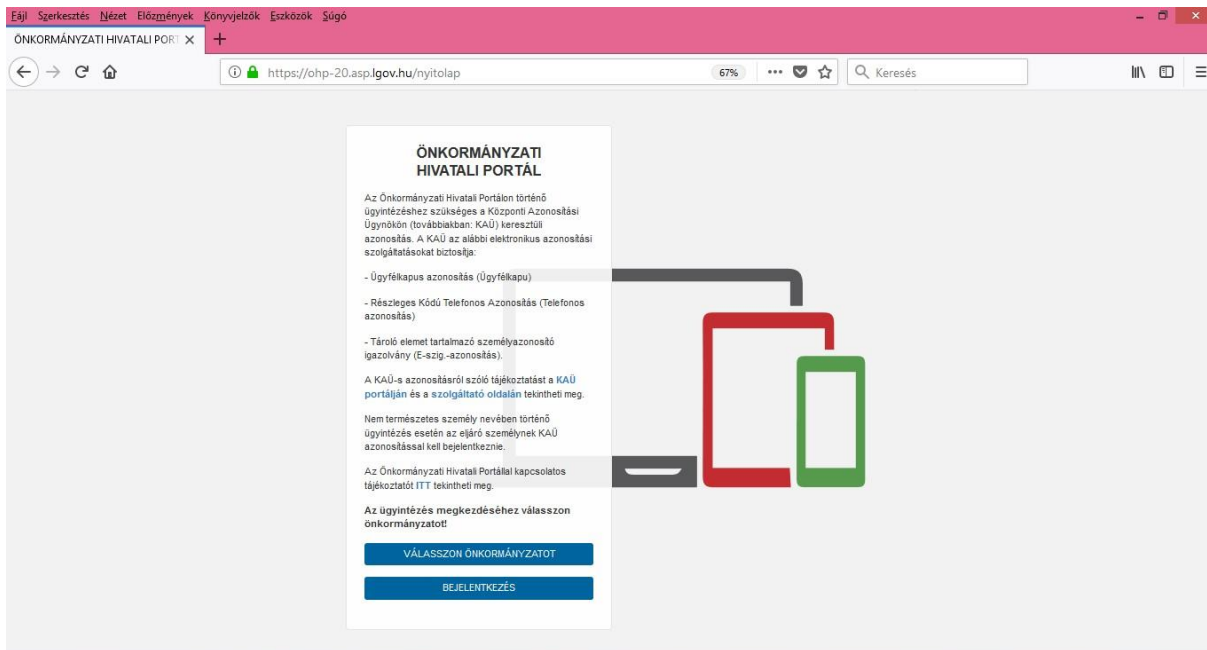 Fájl Szerkesztés Nézet Előzmények Könyvjelzők Eszközök Súgó
ÖNKORMÁNYZATI HIVATALI PORT
https://ohp-20.asp.lgov.hu/nyitolap
67%
Keresés
ÖNKORMÁNYZATI
HIVATALI PORTÁL
Az Önkormányzati Hivatali Portálon történő
ügyintézéshez szükséges a Központi Azonosítási
Ügynökön (továbbiakban: KAÜ) keresztüli
azonosítás. A KAÜ az alábbi elektronikus azonosítási
szolgáltatásokat biztosítja:
- Ügyfélkapus azonosítás (Ügyfélkapu)
- Részleges Kódú Telefonos Azonosítás (Telefonos
azonosítás)
- Tároló elemet tartalmazó személyazonosító
igazolvány (E-szig.-azonosítás).
A KAÜ-s azonosításról szóló tájékoztatást a KAÜ
portálján és a szolgáltató oldalán tekintheti meg.
Nem természetes személy nevében történő
ügyintézés esetén az eljáró személynek KAÜ
azonosítással kell bejelentkeznie.
Az Önkormányzati Hivatali Portállal kapcsolatos
tájékoztatót ITT tekintheti meg.
Az ügyintézés megkezdéséhez válasszon
önkormányzatot!
VÁLASSZON ÖNKORMÁNYZATOT
BEJELENTKEZÉS